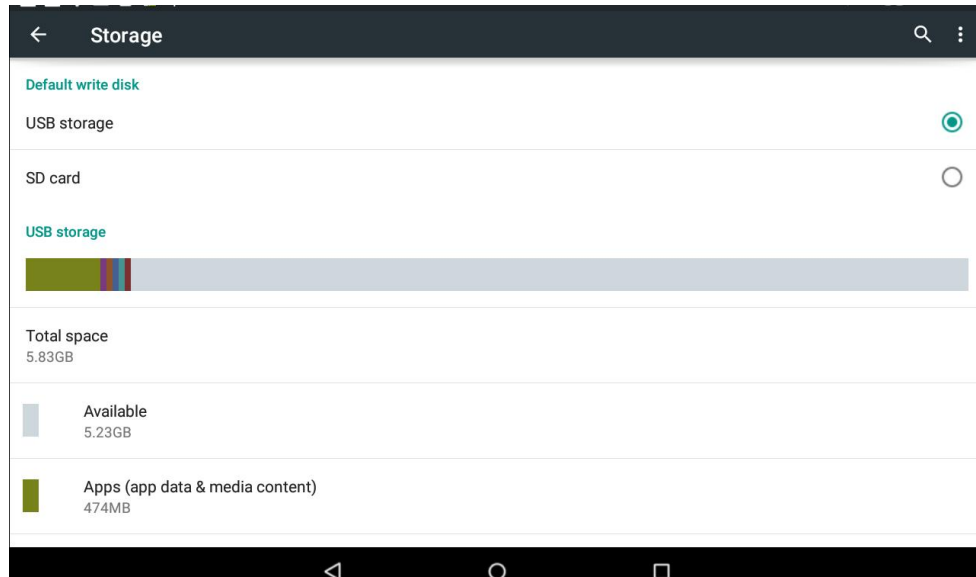 Storage
Default write disk
USB storage
SD card
USB storage
Total space
5.83GB
Available
5.23GB
Apps (app data & media content)
474MB